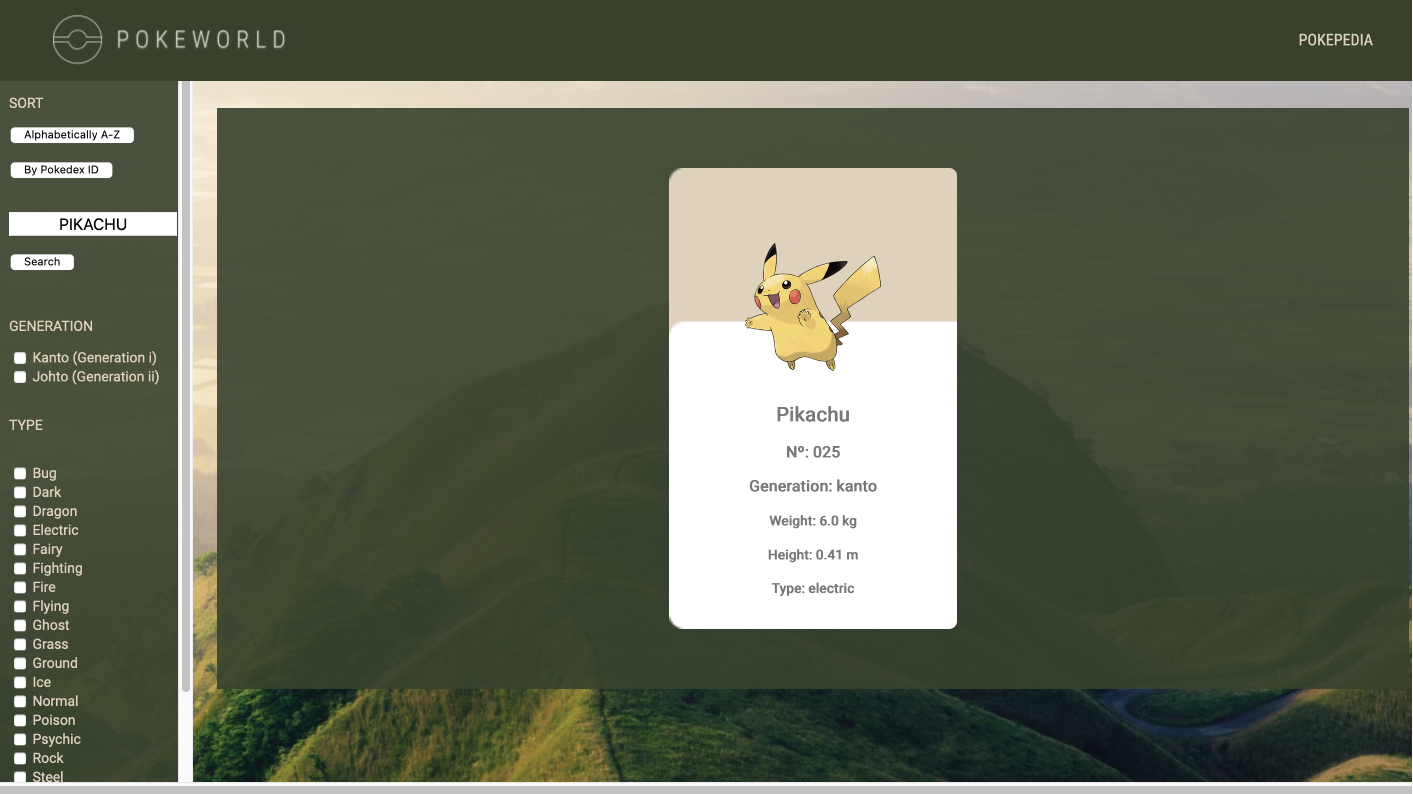 POKEWORLD
POKEPEDIA
SORT
Alphabetically A-Z
By Pokedex ID
PIKACHU
Search
GENERATION
Kanto (Generation i)
Johto (Generation ii)
TYPE
Bug
Dark
Dragon
Electric
Fairy
Fighting
Fire
Flying
Ghost
Grass
Ground
Ice
Normal
Poison
Psychic
Rock
Steel
Pikachu
Nº: 025
Generation: kanto
Weight: 6.0 kg
Height: 0.41 m
Type: electric